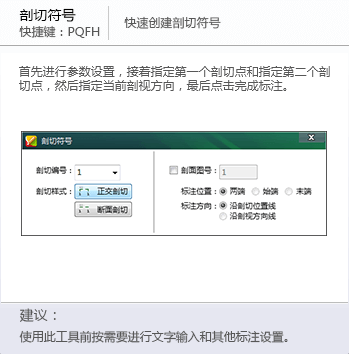 剖切符号
快捷键：PQFH
快速创建剖切符号
首先进行参数设置，接着指定第一个剖切点和指定第二个剖
切点，然后指定当前剖视方向，最后点击完成标注。
剖切符号
x
剖切编号： 1
剖切样式： 正交剖切
断面剖切
剖面图号： 1
标注位置： 两端 始端 末端
标注方向： 沿剖切位置线
沿剖视方向线
建议：
使用此工具前按需要进行文字输入和其他标注设置。